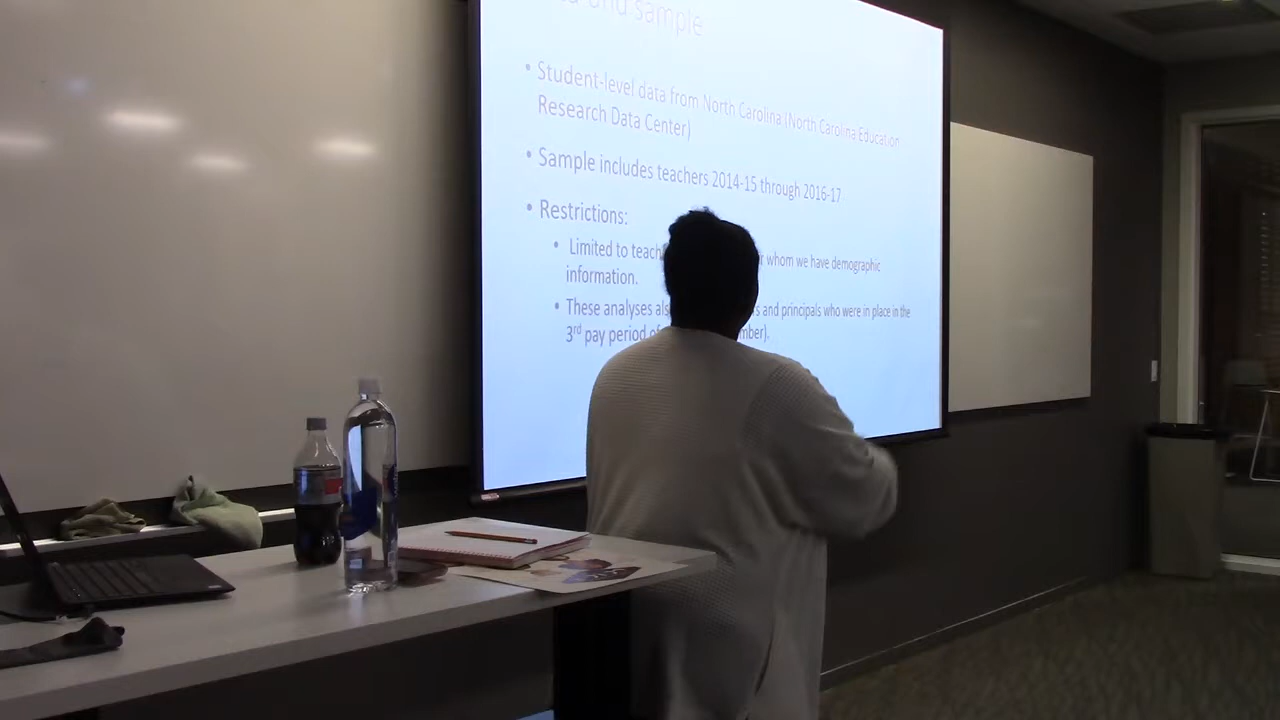 and sample
• Student-level data from North Carolina (North Carolina Education
Research Data Center)
• Sample includes teachers 2014-15 through 2016-17
• Restrictions:
• Limited to teach whom we have demographic
information.
• These analyses als and principals who were in place in the
3rd pay period of mber).